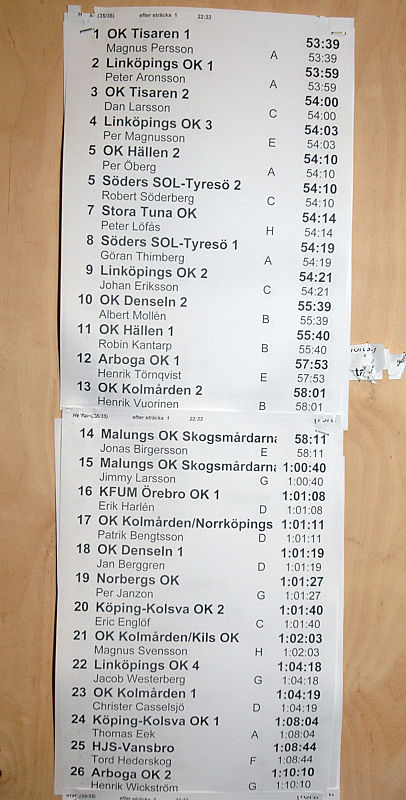 (35/35) efter sträcka 1 22:33
1 OK Tisaren 1 53:39
Magnus Persson A 53:39
2 Linköpings OK 1 53:59
Peter Aronsson A 53:59
3 OK Tisaren 2 54:00
Dan Larsson C 54:00
4 Linköpings OK 3 54:03
Per Magnusson E 54:03
5 OK Hällen 2 54:10
Per Öberg A 54:10
5 Söders SOL-Tyresö 2 54:10
Robert Söderberg C 54:10
7 Stora Tuna OK 54:14
Peter Löfås H 54:14
8 Söders SOL-Tyresö 1 54:19
Göran Thimberg A 54:19
9 Linköpings OK 2 54:21
Johan Eriksson C 54:21
10 OK Denseln 2 55:39
Albert Mollén B 55:39
11 OK Hällen 1 55:40
Robin Kantarp B 55:40
12 Arboga OK 1 57:53
Henrik Törnqvist E 57:53
13 OK Kolmården 2 58:01
Henrik Vuorinen B 58:01
(35/35) efter sträcka 1 22:33
14 Malungs OK Skogsmårdarna 58:11
Jonas Birgersson E 58:11
15 Malungs OK Skogsmårdarna 1:00:40
Jimmy Larsson G 1:00:40
16 KFUM Örebro OK 1 1:01:08
Erik Harlén D 1:01:08
17 OK Kolmården/Norrköpings 1:01:11
Patrik Bengtsson D 1:01:11
18 OK Denseln 1 1:01:19
Jan Berggren D 1:01:19
19 Norbergs OK 1:01:27
Per Janzon G 1:01:27
20 Köping-Kolsva OK 2 1:01:40
Eric Englöf C 1:01:40
21 OK Kolmården/Kils OK 1:02:03
Magnus Svensson H 1:02:03
22 Linköpings OK 4 1:04:18
Jacob Westerberg G 1:04:18
23 OK Kolmården 1 1:04:19
Christer Casselsjö D 1:04:19
24 Köping-Kolsva OK 1 1:08:04
Thomas Eek A 1:08:04
25 HJS-Vansbro 1:08:44
Tord Hederskog F 1:08:44
26 Arboga OK 2 1:10:10
Henrik Wickström G 1:10:10
(35/35) efter sträcka 1 22:33